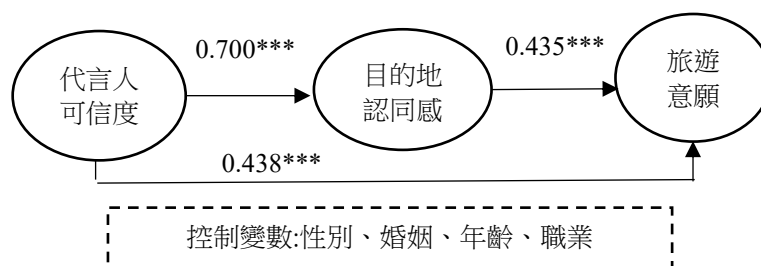 0.700***
0.435***
代言人
可信度
目的地
認同感
旅遊
意願
0.438***
控制變數:性別、婚姻、年齡、職業